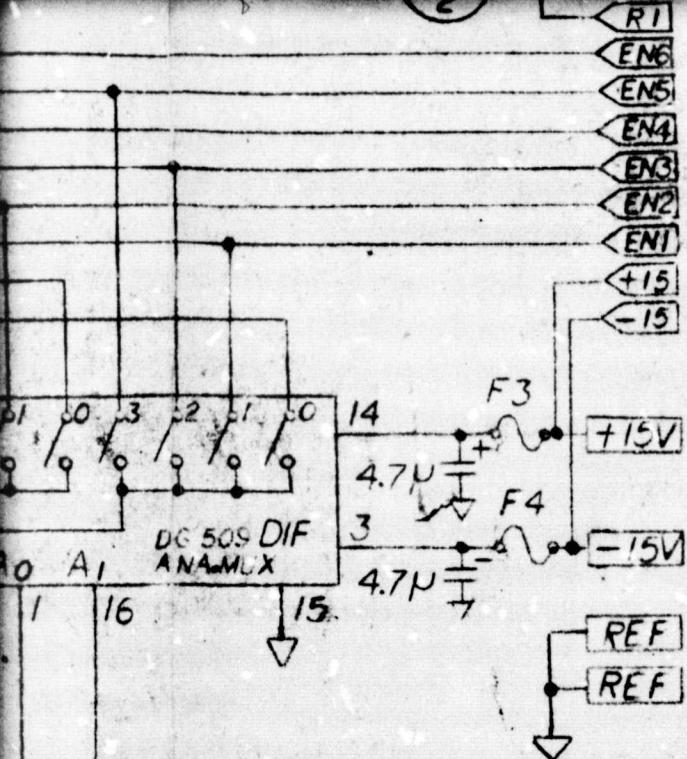 2
R1
EN6
EN5
EN4
EN3
EN2
EN1
+15
-15
F3
1 0 3 2 1 0 14
+15V
+
4.7µ
F4
DG 509 DIF 3
-15V
ANA.MUX
-
A0 A1
4.7µ
1 16 15
REF
REF